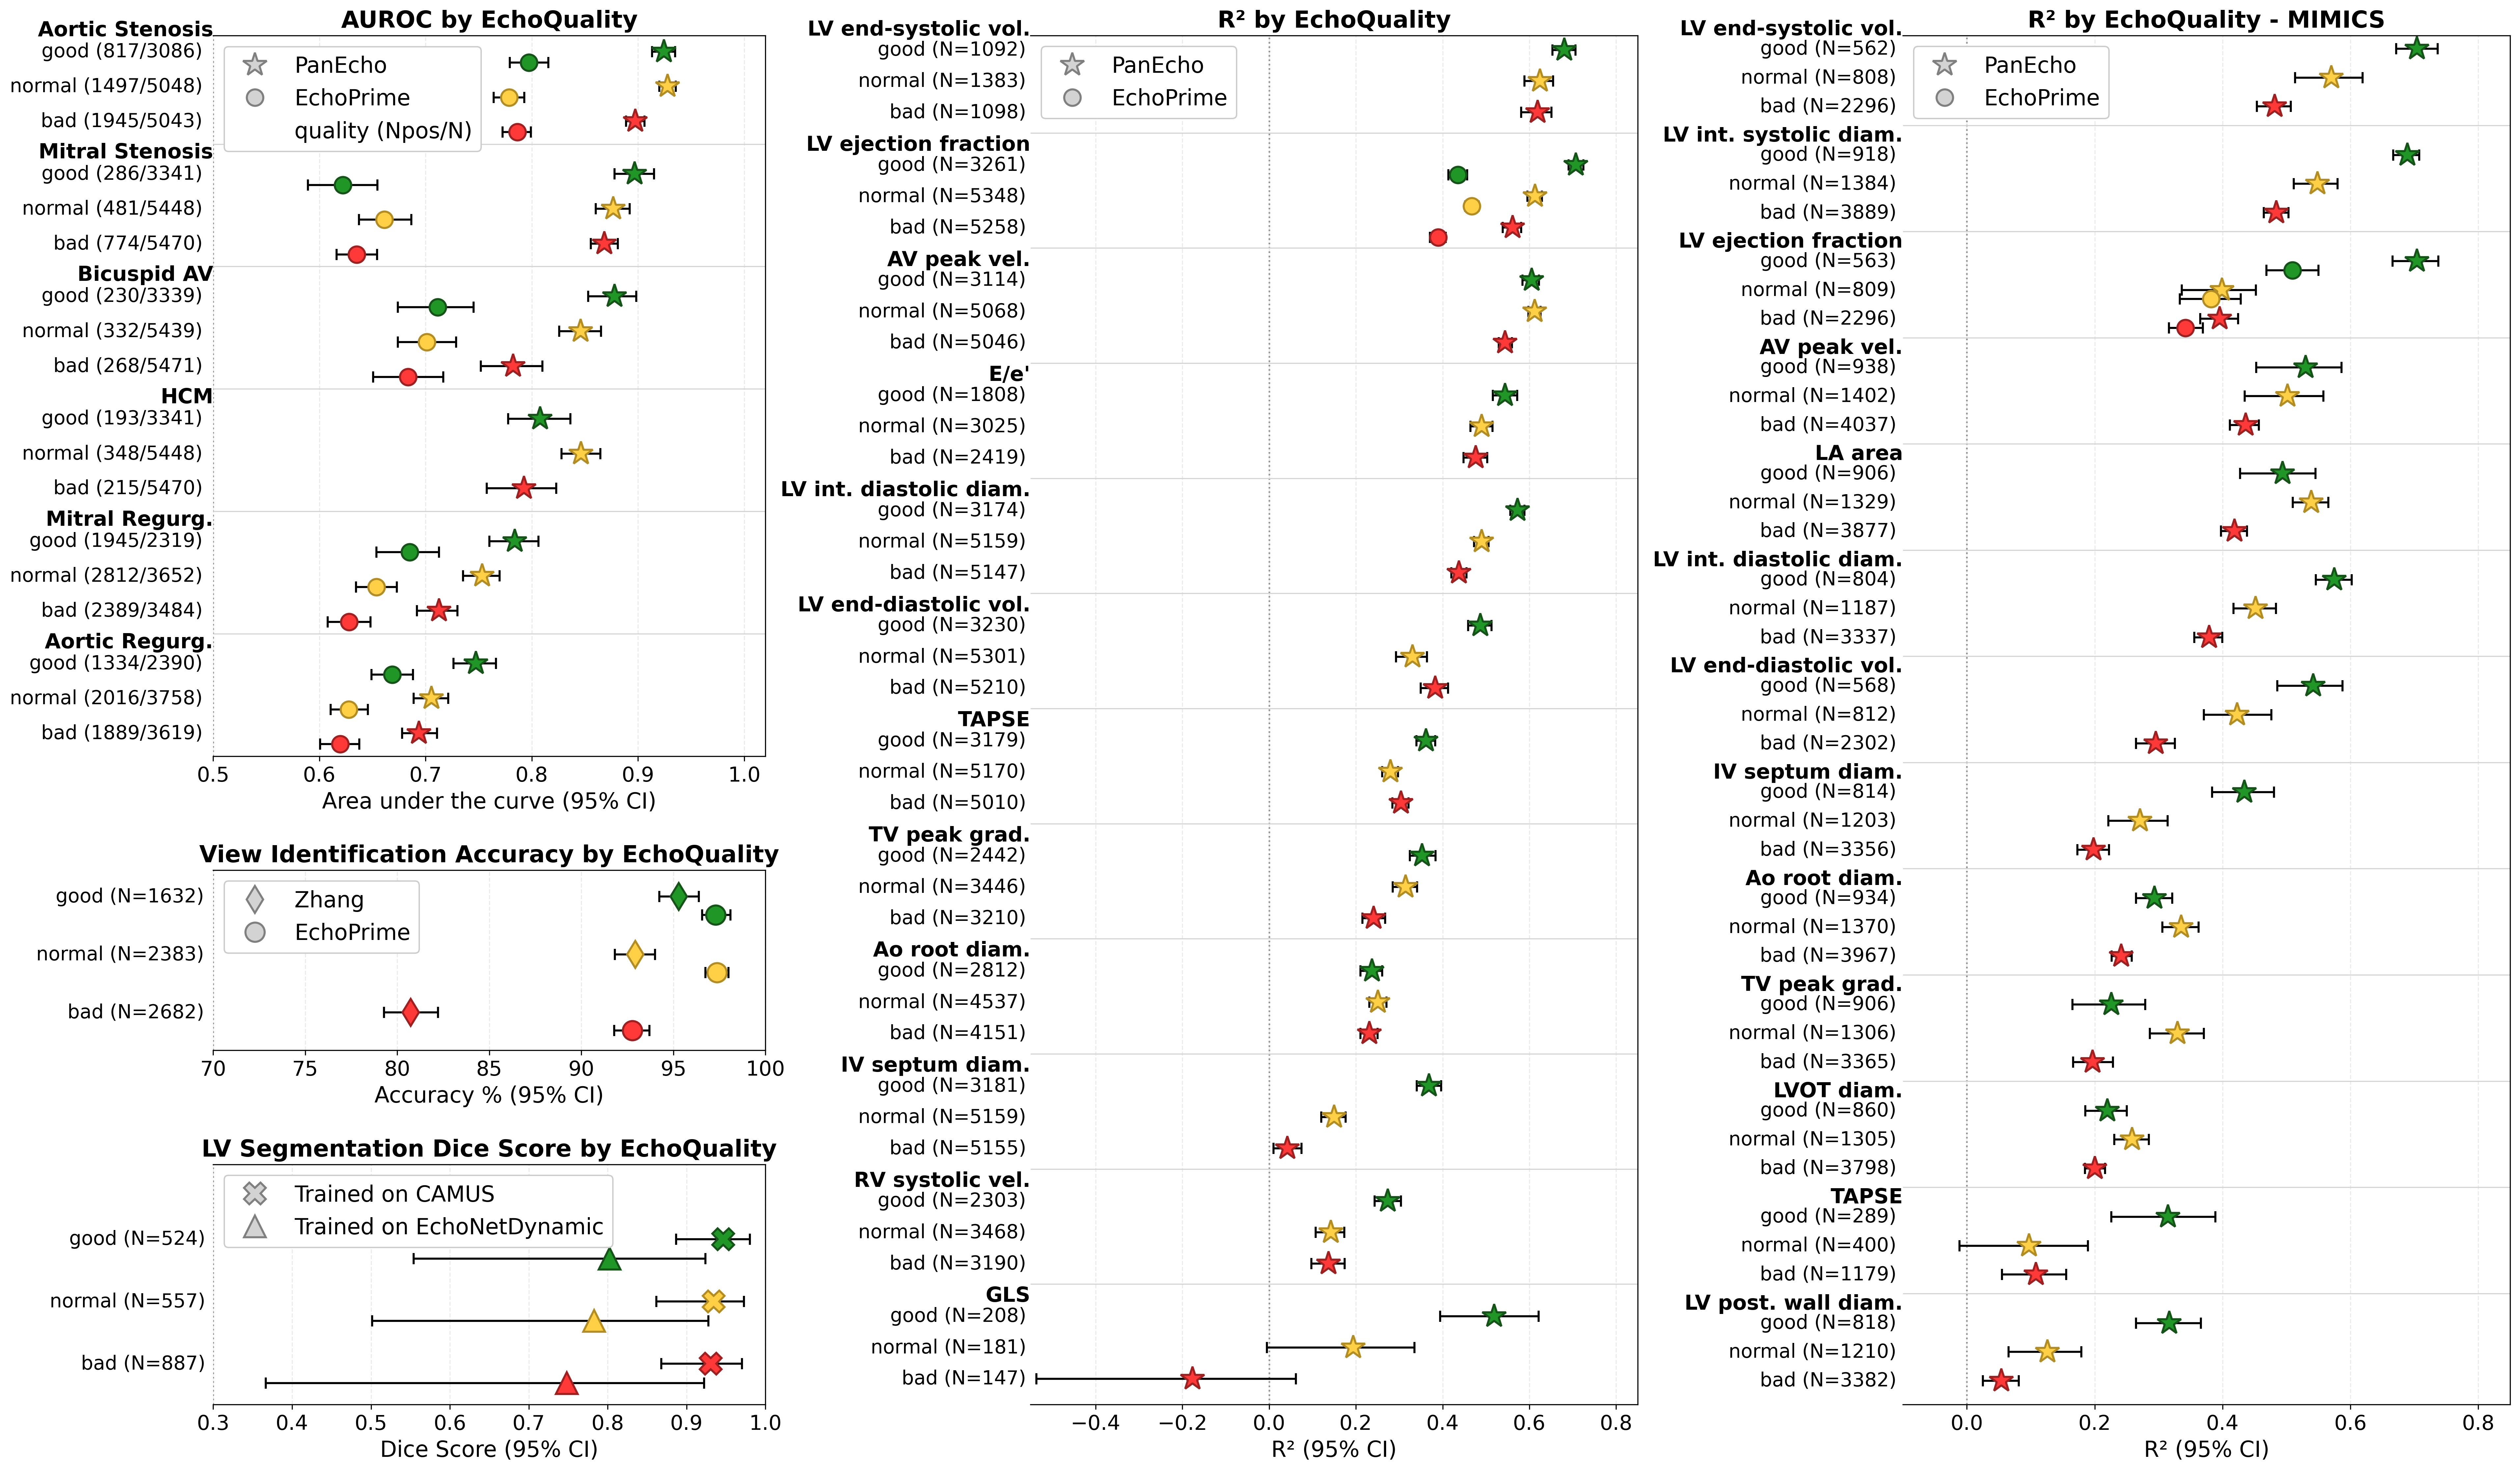 AUROC by EchoQuality
Aortic Stenosis
good (817/3086)
normal (1497/5048)
bad (1945/5043)
Mitral Stenosis
good (286/3341)
normal (481/5448)
bad (774/5470)
Bicuspid AV
good (230/3339)
normal (332/5439)
bad (268/5471)
HCM
good (193/3341)
normal (348/5448)
bad (215/5470)
Mitral Regurg.
good (1945/2319)
normal (2812/3652)
bad (2389/3484)
Aortic Regurg.
good (1334/2390)
normal (2016/3758)
bad (1889/3619)
PanEcho
EchoPrime
quality (Npos/N)
0.5 0.6 0.7 0.8 0.9 1.0
Area under the curve (95% CI)
View Identification Accuracy by EchoQuality
good (N=1632)
normal (N=2383)
bad (N=2682)
Zhang
EchoPrime
70 75 80 85 90 95 100
Accuracy % (95% CI)
LV Segmentation Dice Score by EchoQuality
good (N=524)
normal (N=557)
bad (N=887)
Trained on CAMUS
Trained on EchoNetDynamic
0.3 0.4 0.5 0.6 0.7 0.8 0.9 1.0
Dice Score (95% CI)
R² by EchoQuality
LV end-systolic vol.
good (N=1092)
normal (N=1383)
bad (N=1098)
LV ejection fraction
good (N=3261)
normal (N=5348)
bad (N=5258)
AV peak vel.
good (N=3114)
normal (N=5068)
bad (N=5046)
E/e'
good (N=1808)
normal (N=3025)
bad (N=2419)
LV int. diastolic diam.
good (N=3174)
normal (N=5159)
bad (N=5147)
LV end-diastolic vol.
good (N=3230)
normal (N=5301)
bad (N=5210)
TAPSE
good (N=3179)
normal (N=5170)
bad (N=5010)
TV peak grad.
good (N=2442)
normal (N=3446)
bad (N=3210)
Ao root diam.
good (N=2812)
normal (N=4537)
bad (N=4151)
IV septum diam.
good (N=3181)
normal (N=5159)
bad (N=5155)
RV systolic vel.
good (N=2303)
normal (N=3468)
bad (N=3190)
GLS
good (N=208)
normal (N=181)
bad (N=147)
PanEcho
EchoPrime
−0.4 −0.2 0.0 0.2 0.4 0.6 0.8
R² (95% CI)
R² by EchoQuality - MIMICS
LV end-systolic vol.
good (N=562)
normal (N=808)
bad (N=2296)
LV int. systolic diam.
good (N=918)
normal (N=1384)
bad (N=3889)
LV ejection fraction
good (N=563)
normal (N=809)
bad (N=2296)
AV peak vel.
good (N=938)
normal (N=1402)
bad (N=4037)
LA area
good (N=906)
normal (N=1329)
bad (N=3877)
LV int. diastolic diam.
good (N=804)
normal (N=1187)
bad (N=3337)
LV end-diastolic vol.
good (N=568)
normal (N=812)
bad (N=2302)
IV septum diam.
good (N=814)
normal (N=1203)
bad (N=3356)
Ao root diam.
good (N=934)
normal (N=1370)
bad (N=3967)
TV peak grad.
good (N=906)
normal (N=1306)
bad (N=3365)
LVOT diam.
good (N=860)
normal (N=1305)
bad (N=3798)
TAPSE
good (N=289)
normal (N=400)
bad (N=1179)
LV post. wall diam.
good (N=818)
normal (N=1210)
bad (N=3382)
PanEcho
EchoPrime
0.0 0.2 0.4 0.6 0.8
R² (95% CI)